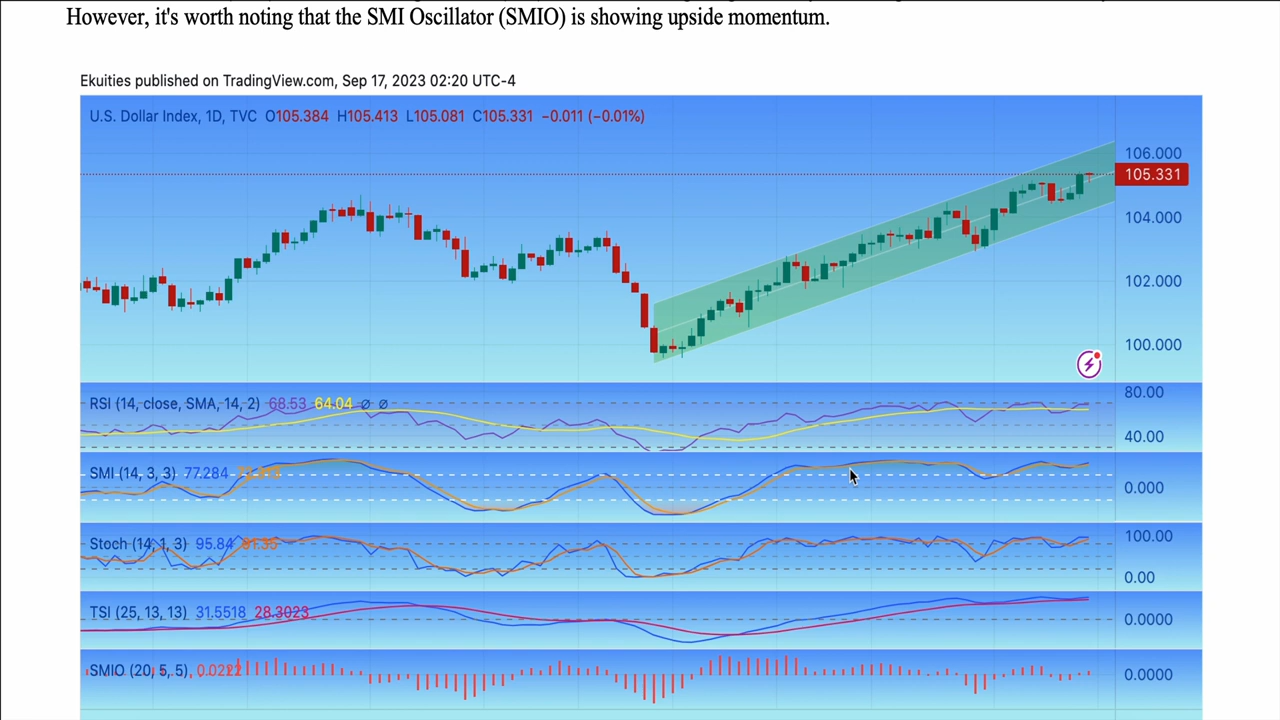 However, it's worth noting that the SMI Oscillator (SMIO) is showing upside momentum.
Ekuities published on TradingView.com, Sep 17, 2023 02:20 UTC-4
U.S. Dollar Index, 1D, TVC O105.384 H105.413 L105.081 C105.331 −0.011 (−0.01%)
106.000
105.331
104.000
102.000
100.000
RSI (14, close, SMA, 14, 2) 68.53 64.04 ∅ ∅
80.00
40.00
SMI (14, 3, 3) 77.284
0.000
Stoch (14, 1, 3) 95.84
100.00
0.00
TSI (25, 13, 13) 31.5518 28.3023
0.0000
SMIO (20, 5, 5) 0.0222
0.0000